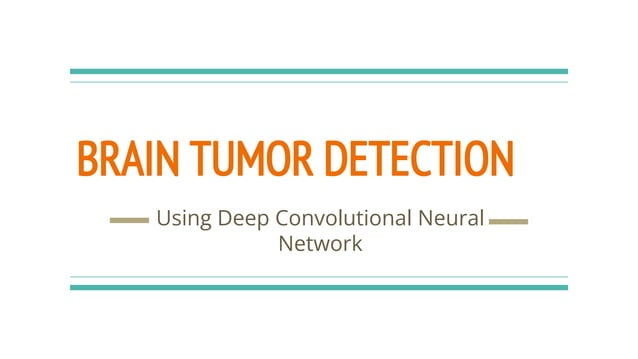 BRAIN TUMOR DETECTION
Using Deep Convolutional Neural
Network